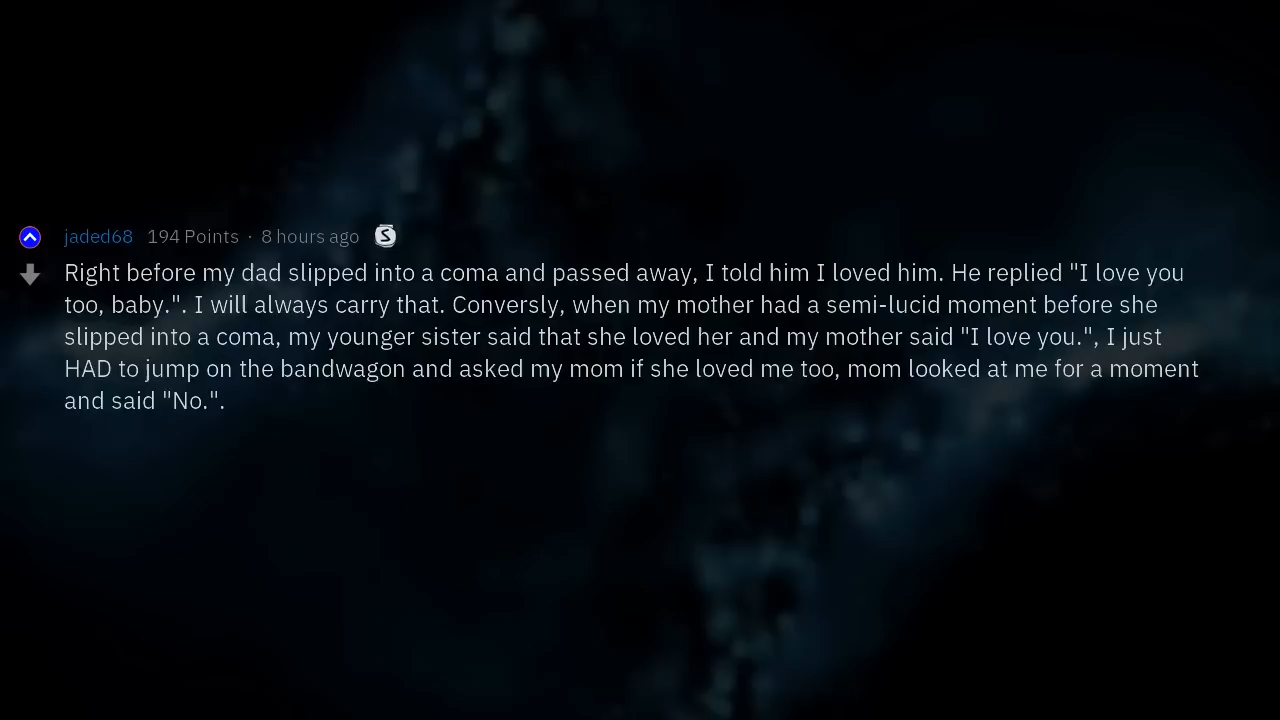 jaded68 194 Points · 8 hours ago S
Right before my dad slipped into a coma and passed away, I told him I loved him. He replied "I love you
too, baby.". I will always carry that. Conversly, when my mother had a semi-lucid moment before she
slipped into a coma, my younger sister said that she loved her and my mother said "I love you.", I just
HAD to jump on the bandwagon and asked my mom if she loved me too, mom looked at me for a moment
and said "No.".